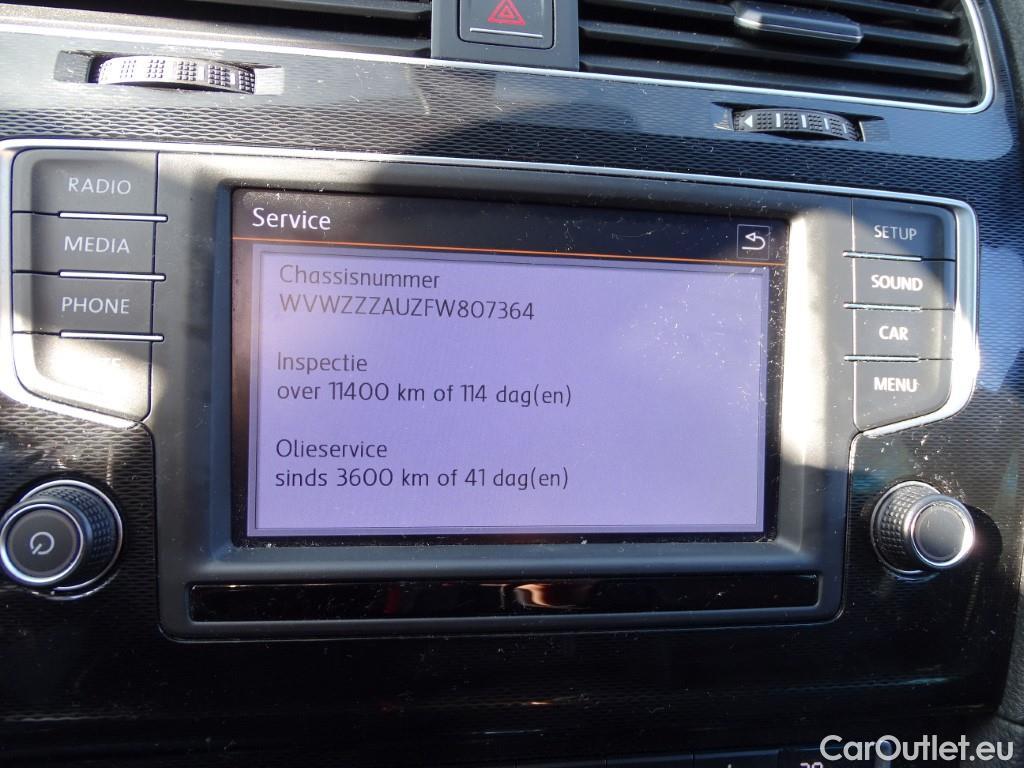 RADIO
MEDIA
PHONE
Service
Chassisnummer
WVWZZZAUZFW807364
Inspectie
over 11400 km of 114 dag(en)
Olieservice
sinds 3600 km of 41 dag(en)
SETUP
SOUND
CAR
MENU
CarOutlet.eu